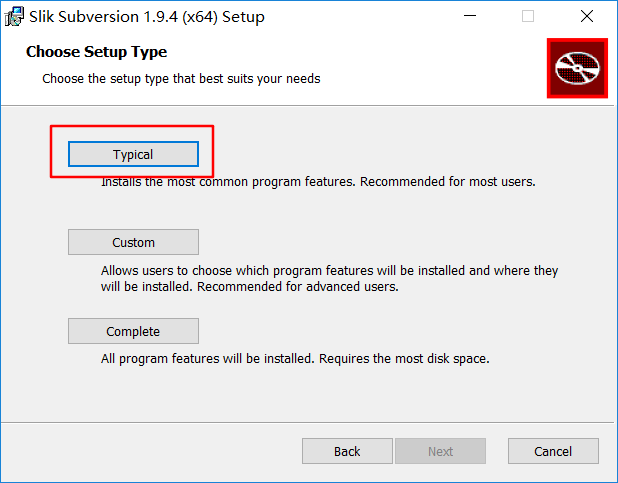 Slik Subversion 1.9.4 (x64) Setup
Choose Setup Type
Choose the setup type that best suits your needs
Typical
Installs the most common program features. Recommended for most users.
Custom
Allows users to choose which program features will be installed and where they
will be installed. Recommended for advanced users.
Complete
All program features will be installed. Requires the most disk space.
Back
Next
Cancel